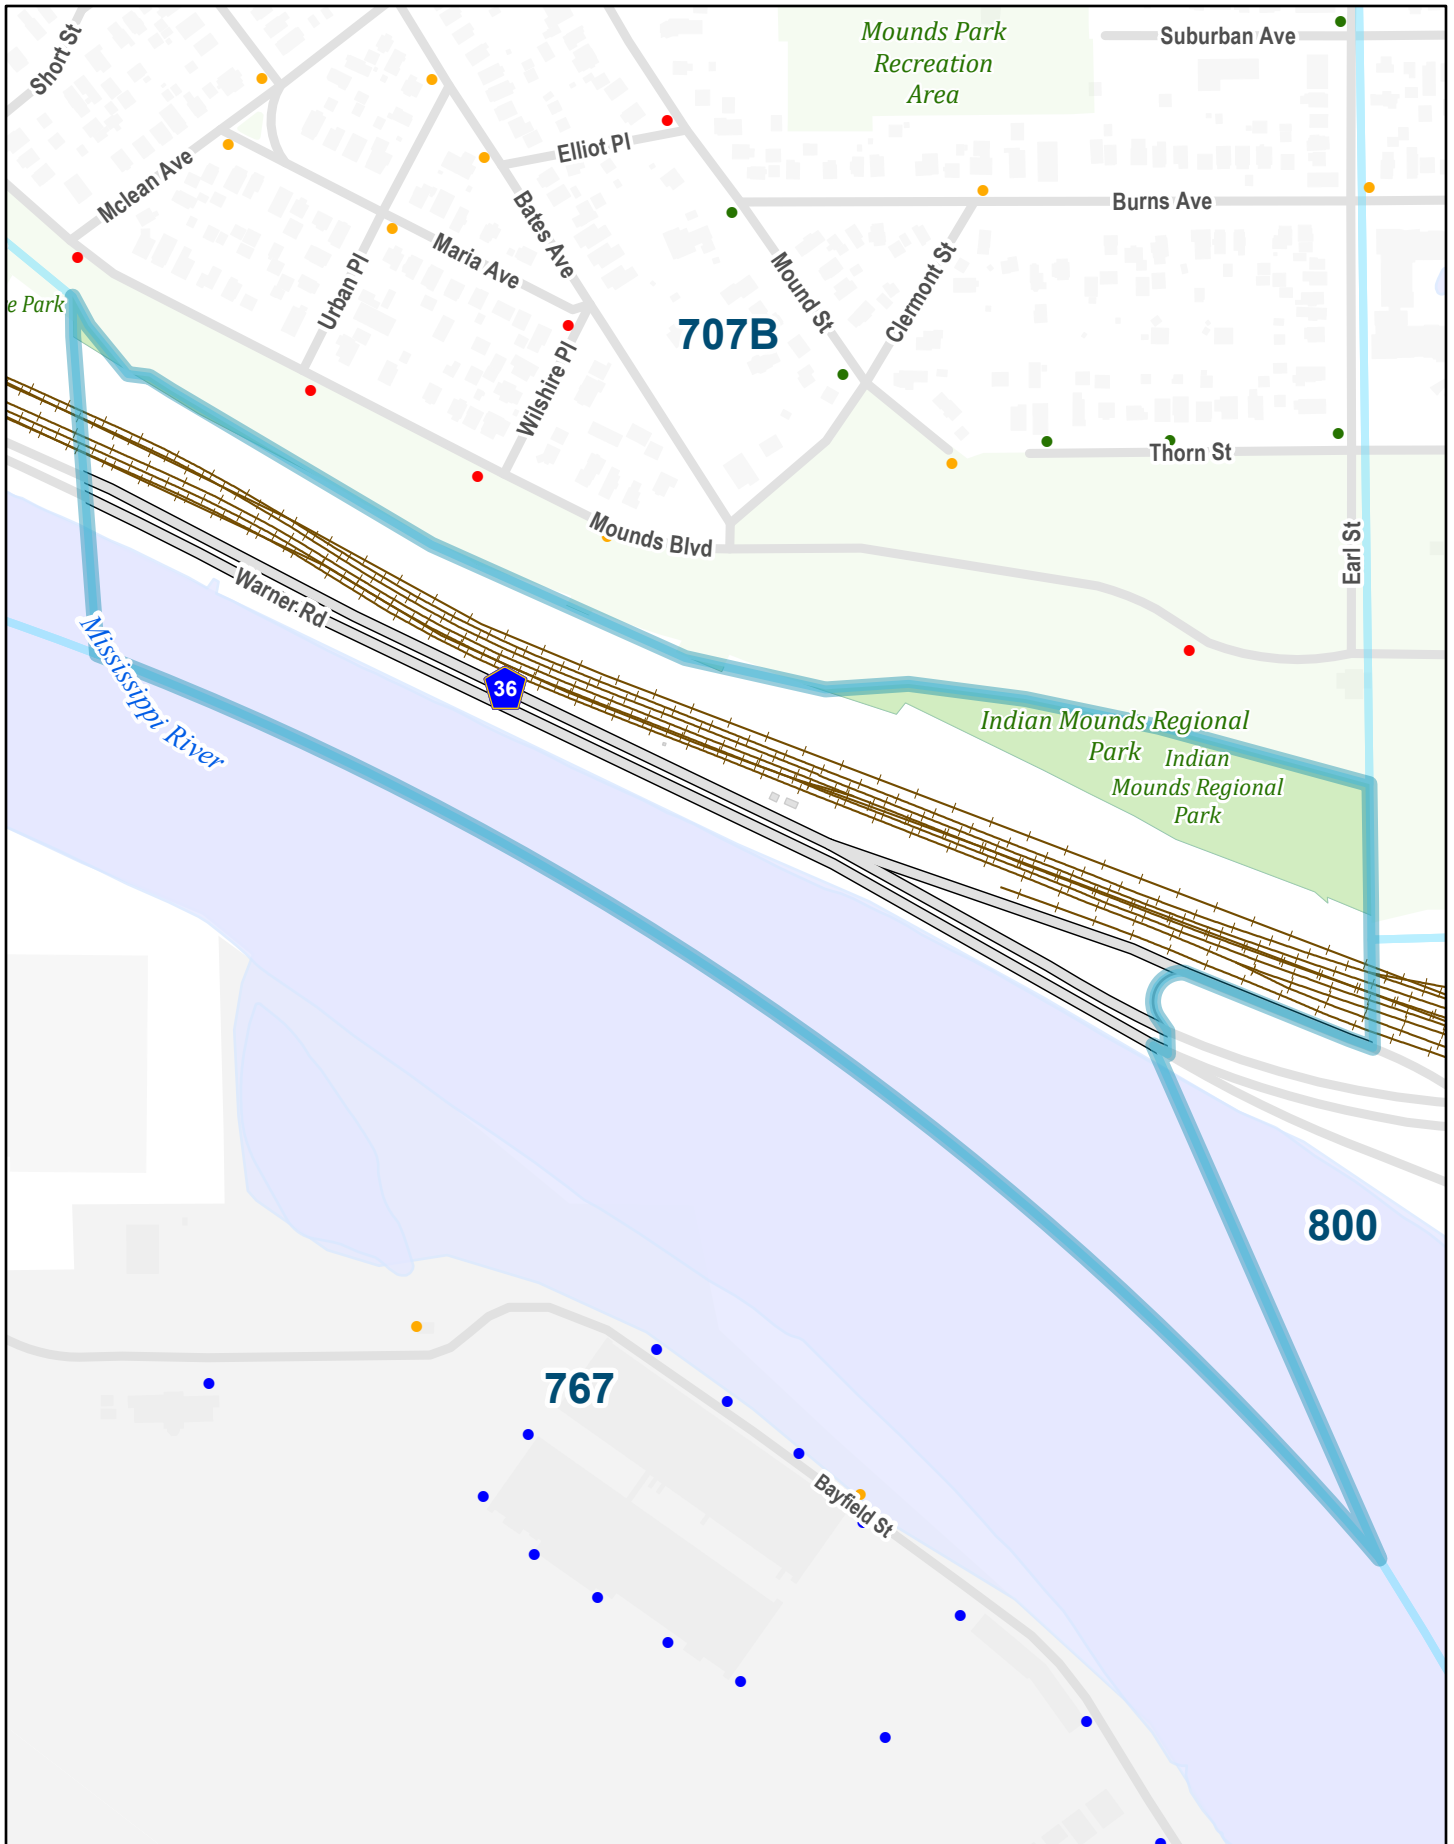 Short St
Mounds Park
Recreation
Area
Suburban Ave
Mclean Ave
Elliot Pl
Burns Ave
Bates Ave
Maria Ave
Urban Pl
Mound St
Clermont St
e Park
707B
Wilshire Pl
Thorn St
Mounds Blvd
Earl St
Warner Rd
36
Mississippi River
Indian Mounds Regional
Park
Indian
Mounds Regional
Park
800
767
Bayfield St